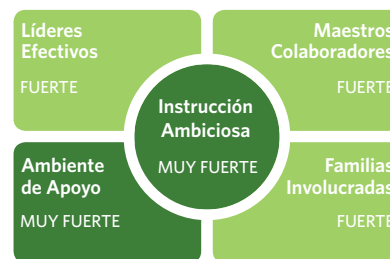 Líderes
Efectivos
FUERTE
Maestros
Colaboradores
FUERTE
Instrucción
Ambiciosa
MUY FUERTE
Ambiente
de Apoyo
MUY FUERTE
Familias
Involucradas
FUERTE